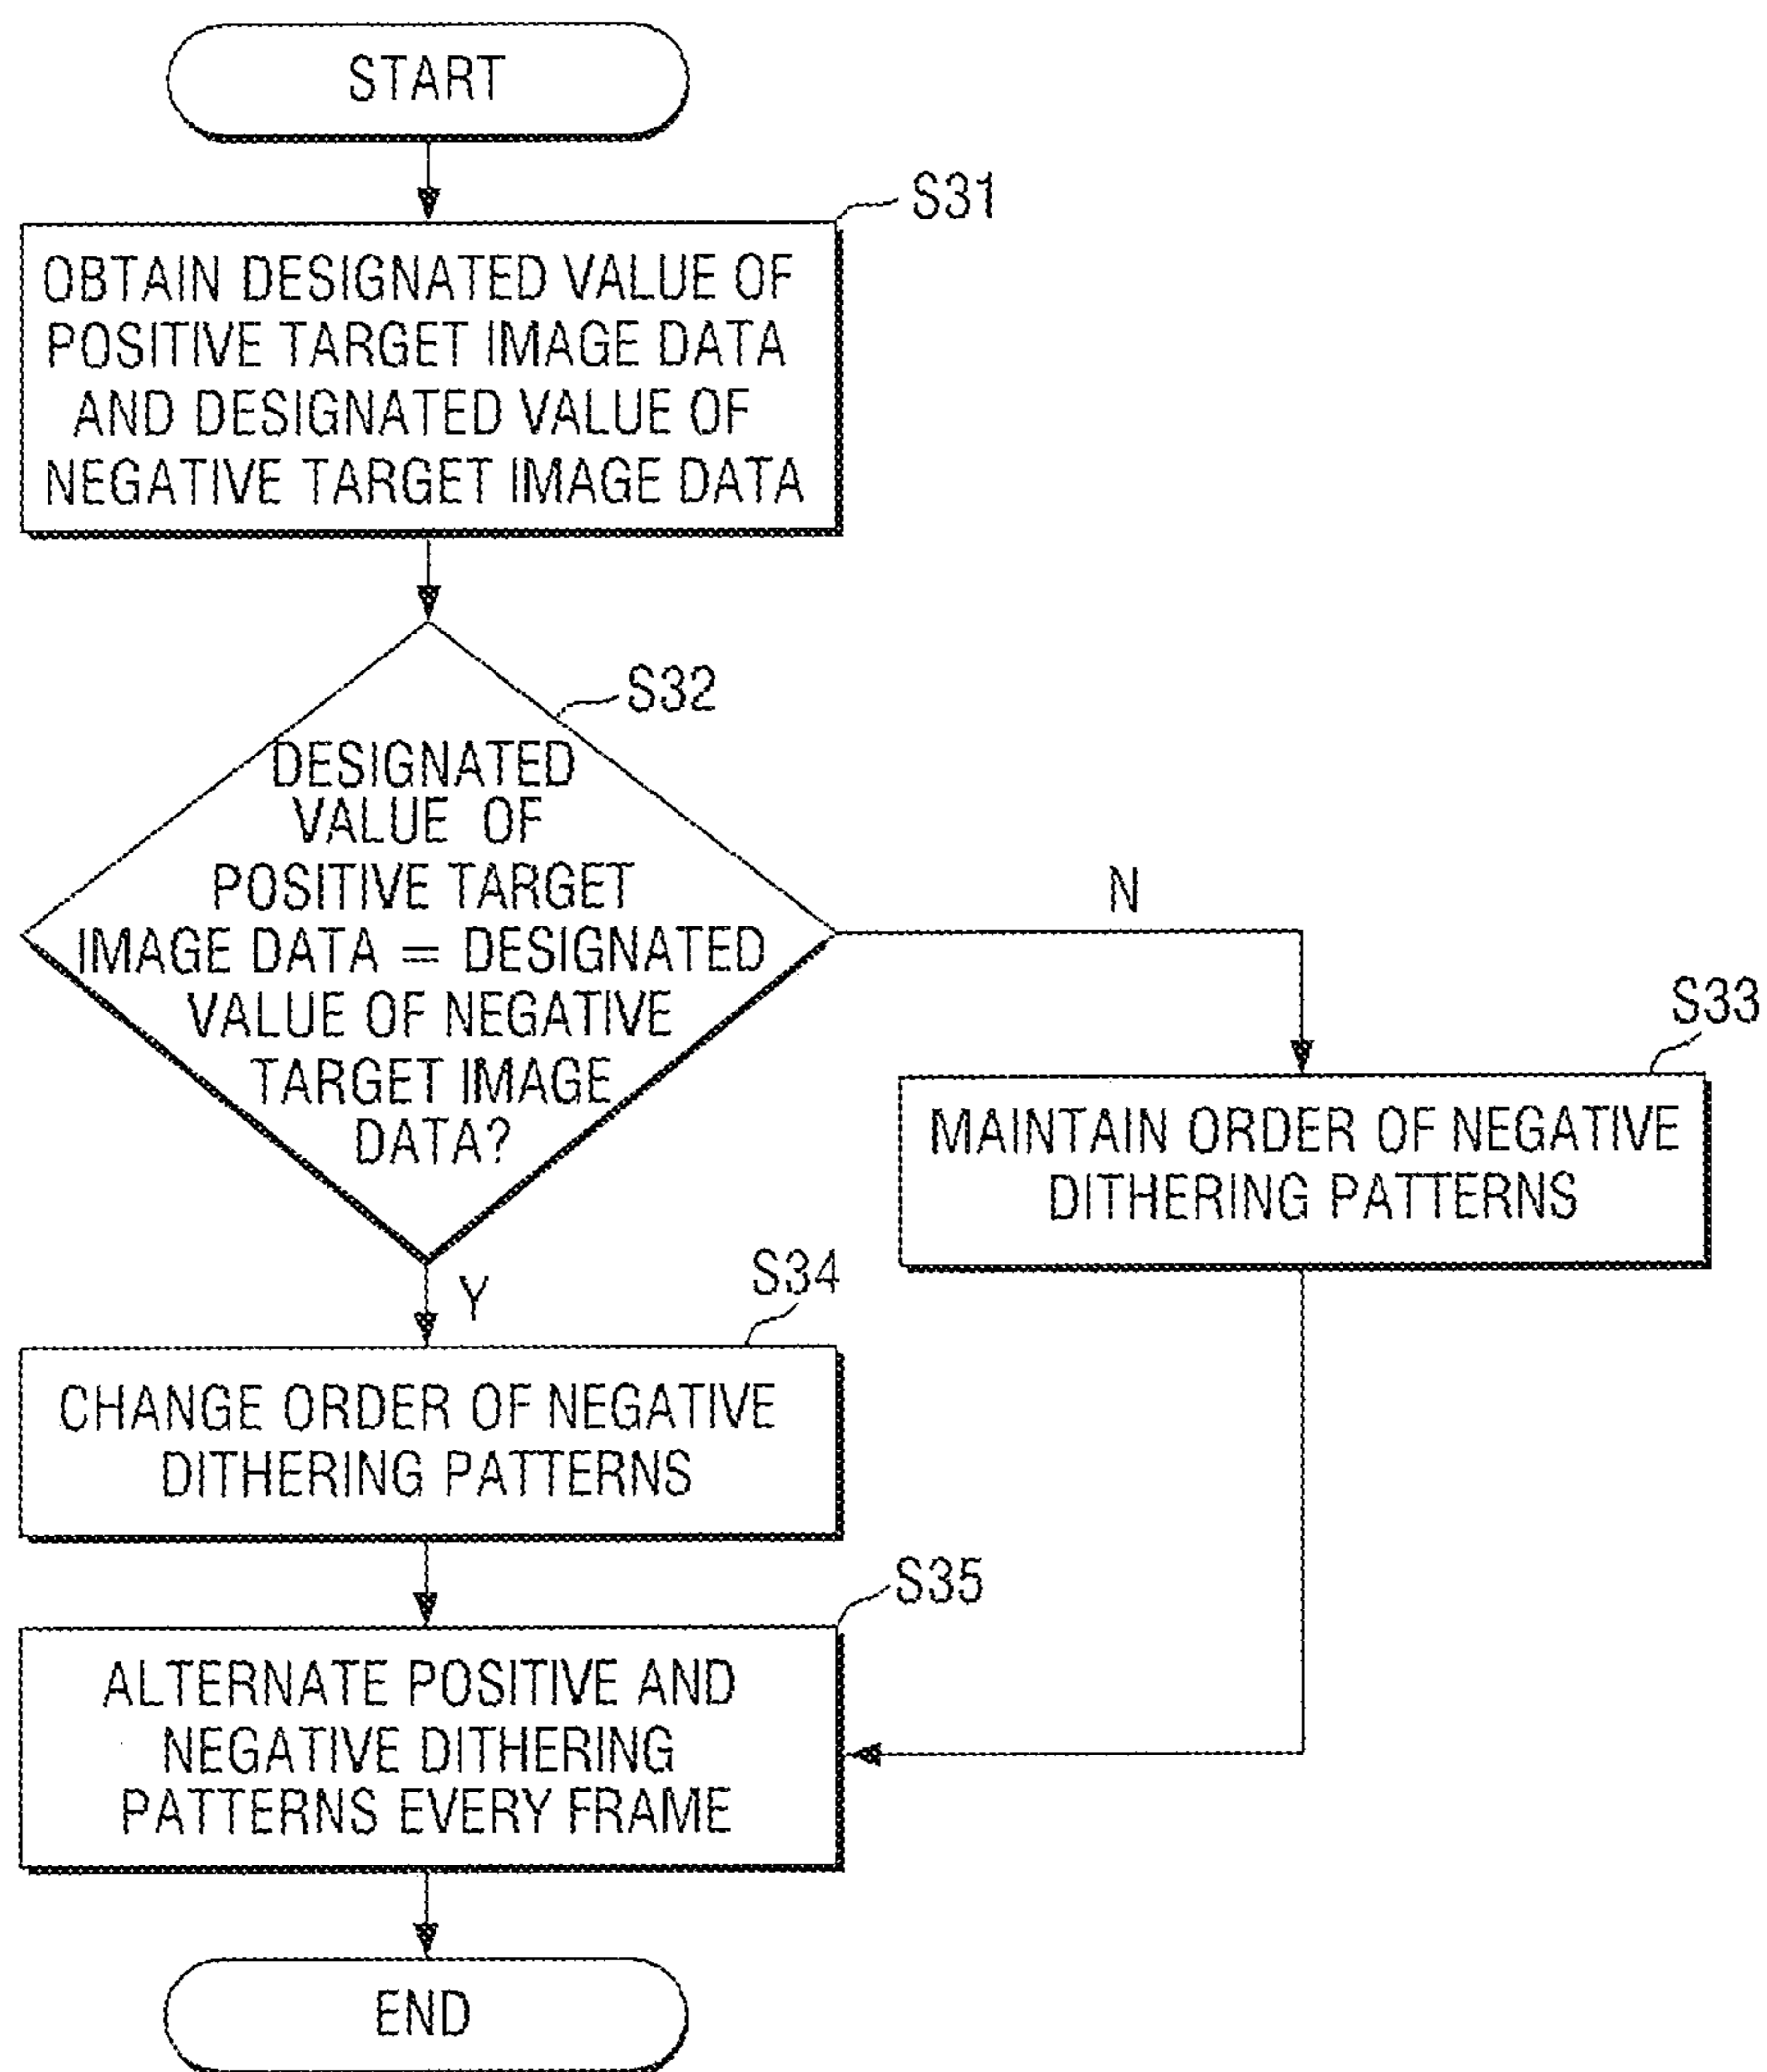 START
S31
OBTAIN DESIGNATED VALUE OF
POSITIVE TARGET IMAGE DATA
AND DESIGNATED VALUE OF
NEGATIVE TARGET IMAGE DATA
S32
DESIGNATED
VALUE OF
POSITIVE TARGET
IMAGE DATA = DESIGNATED
VALUE OF NEGATIVE
TARGET IMAGE
DATA?
N
S33
MAINTAIN ORDER OF NEGATIVE
DITHERING PATTERNS
Y
S34
CHANGE ORDER OF NEGATIVE
DITHERING PATTERNS
S35
ALTERNATE POSITIVE AND
NEGATIVE DITHERING
PATTERNS EVERY FRAME
END